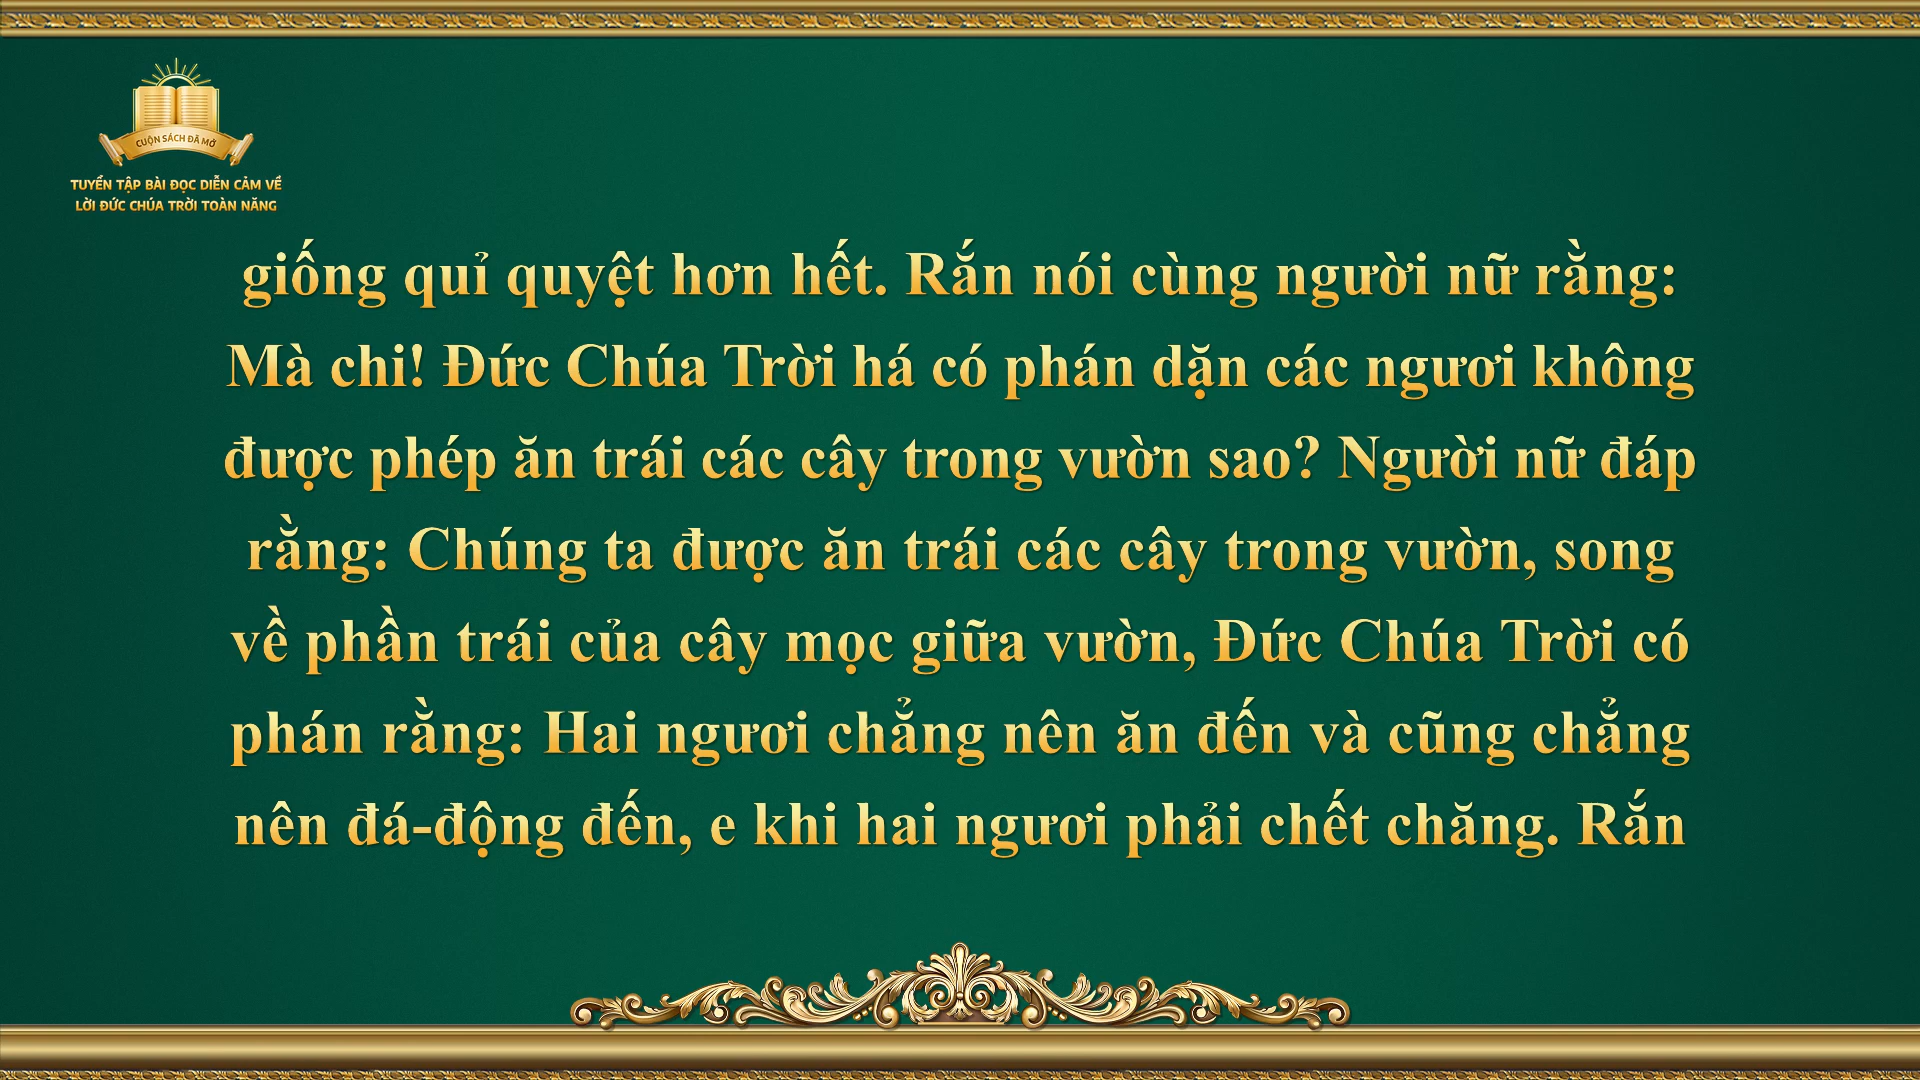 CUỘN SÁCH ĐÃ MỞ
TUYỂN TẬP BÀI ĐỌC DIỄN CẢM VỀ
LỜI ĐỨC CHÚA TRỜI TOÀN NĂNG
giống quỉ quyệt hơn hết. Rắn nói cùng người nữ rằng:
Mà chi! Đức Chúa Trời há có phán dặn các ngươi không
được phép ăn trái các cây trong vườn sao? Người nữ đáp
rằng: Chúng ta được ăn trái các cây trong vườn, song
về phần trái của cây mọc giữa vườn, Đức Chúa Trời có
phán rằng: Hai ngươi chẳng nên ăn đến và cũng chẳng
nên đá-động đến, e khi hai ngươi phải chết chăng. Rắn